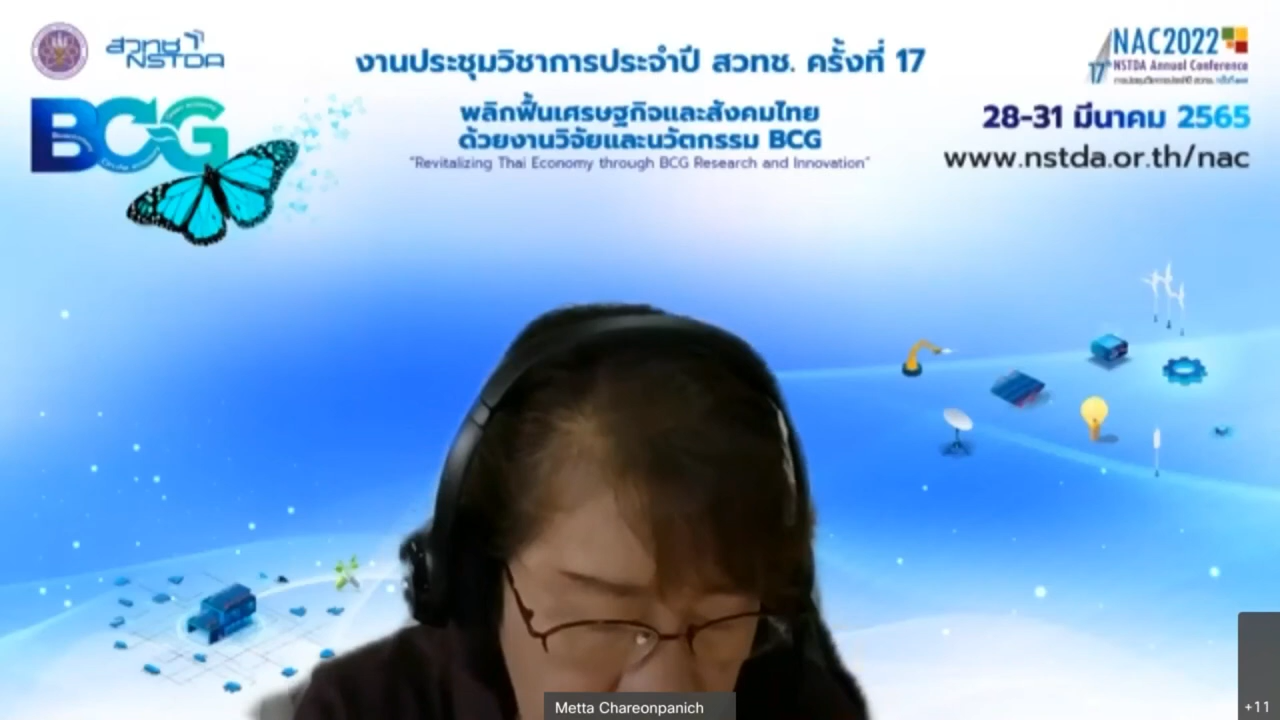 สวทช
NSTDA
BCG
งานประชุมวิชาการประจำปี สวทช. ครั้งที่ 17
พลิกฟื้นเศรษฐกิจและสังคมไทย
ด้วยงานวิจัยและนวัตกรรม BCG
"Revitalizing Thai Economy through BCG Research and Innovation"
NAC2022
17th NSTDA Annual Conference
28-31 มีนาคม 2565
www.nstda.or.th/nac
Metta Chareonpanich
+11